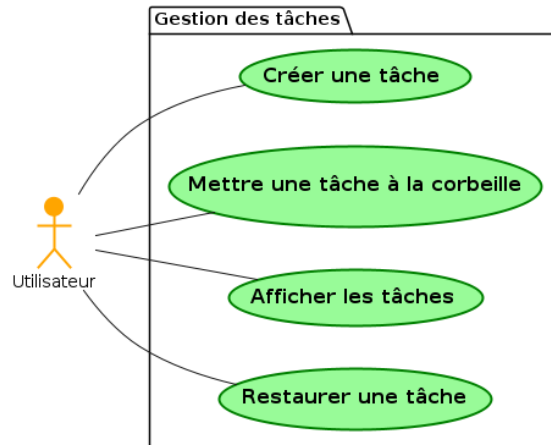 Gestion des tâches
Créer une tâche
Mettre une tâche à la corbeille
Utilisateur
Afficher les tâches
Restaurer une tâche